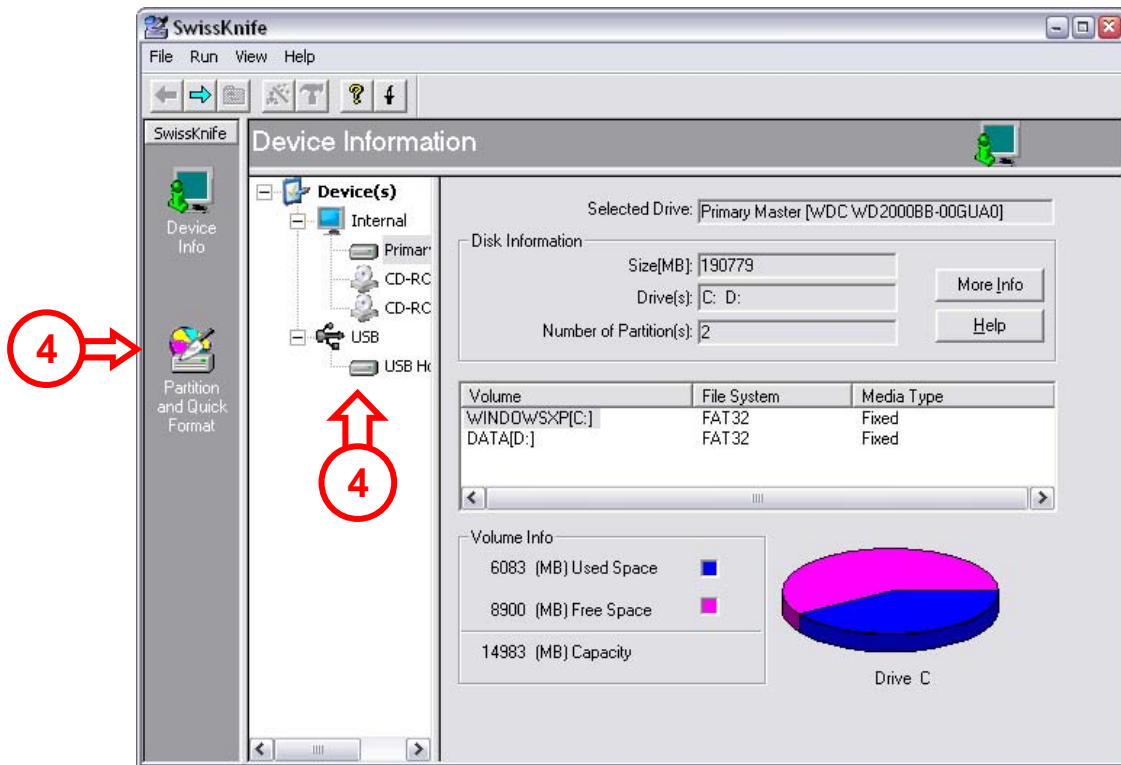 SwissKnife
File Run View Help
SwissKnife
Device Information
Device
Info
Partition
and Quick
Format
4
Device(s)
Internal
Primar
CD-RC
CD-RC
USB
USB Ho
4
Selected Drive: Primary Master [WDC WD2000BB-00GUA0]
Disk Information
Size[MB]: 190779
Drive(s): C: D:
Number of Partition(s): 2
More Info
Help
Volume File System Media Type
WINDOWSXP[C:] FAT32 Fixed
DATA[D:] FAT32 Fixed
Volume Info
6083 (MB) Used Space
8900 (MB) Free Space
14983 (MB) Capacity
Drive C